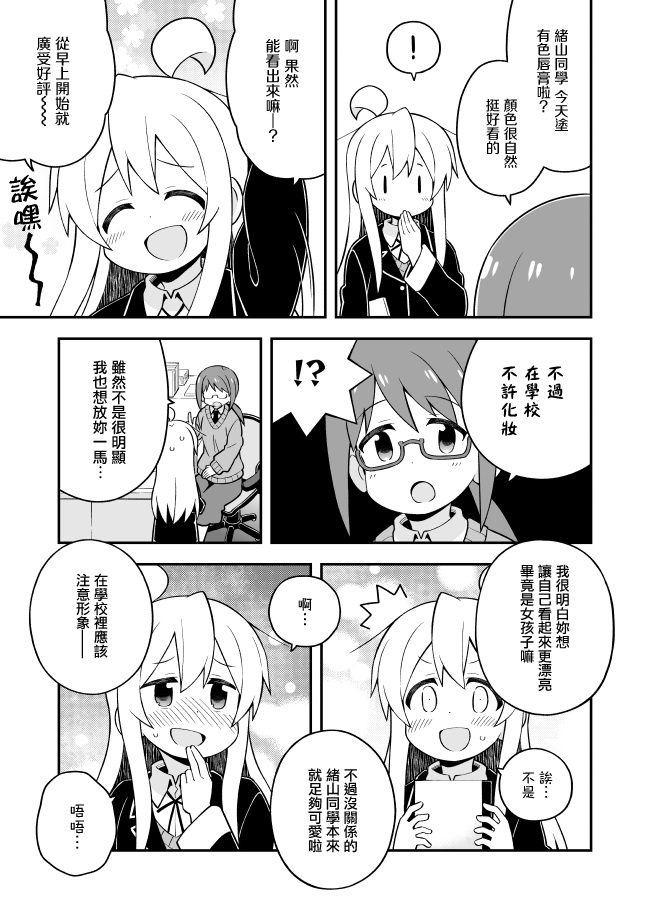 緒山同學 今天塗
有色唇膏啦？
顏色很自然
挺好看的
！
啊 果然
能看出來嘛──？
從早上開始就
廣受好評～～
誒嘿～～
不過
在學校
不許化妝
！？
雖然不是很明顯
我也想放妳一馬…
我很明白妳想
讓自己看起來更漂亮
畢竟是女孩子嘛
誒…
不是
不過沒關係的
緒山同學本來
就足夠可愛啦
啊…
在學校裡應該
注意形象──
唔唔…